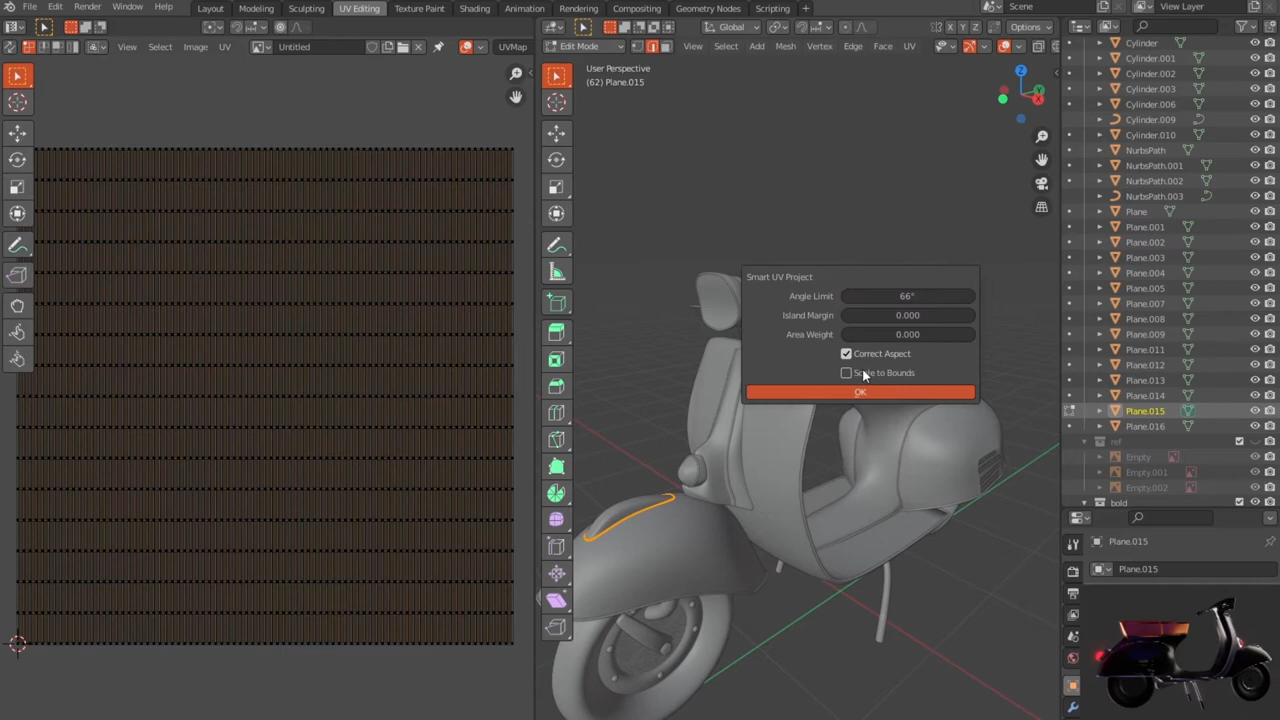 File Edit Render Window Help
Layout Modeling Sculpting UV Editing Texture Paint Shading Animation Rendering Compositing Geometry Nodes Scripting +
Scene
View Layer
Global
Options
View Select Image UV
Untitled
UVMap
Edit Mode
View Select Add Mesh Vertex Edge Face UV
User Perspective
(62) Plane.015
Z
Y
X
Smart UV Project
Angle Limit 66°
Island Margin 0.000
Area Weight 0.000
Correct Aspect
Scale to Bounds
OK
Cylinder
Cylinder.001
Cylinder.002
Cylinder.003
Cylinder.006
Cylinder.009
Cylinder.010
NurbsPath
NurbsPath.001
NurbsPath.002
NurbsPath.003
Plane
Plane.001
Plane.002
Plane.003
Plane.004
Plane.005
Plane.007
Plane.008
Plane.009
Plane.011
Plane.012
Plane.013
Plane.014
Plane.015
Plane.016
ref
Empty
Empty.001
Empty.002
bold
Plane.015
Plane.015